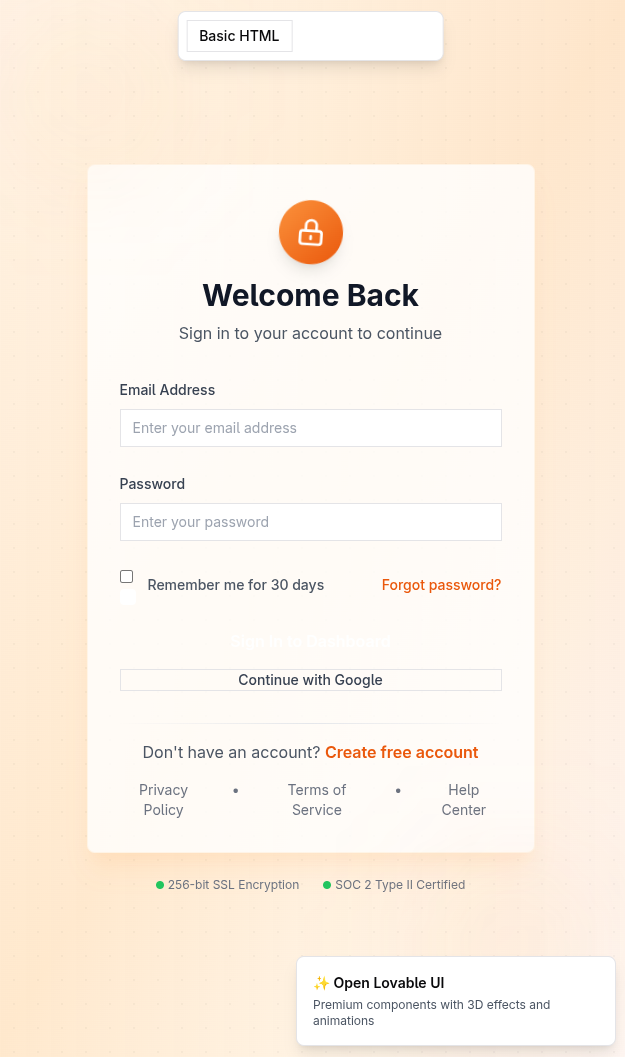 Basic HTML
Welcome Back
Sign in to your account to continue
Email Address
Enter your email address
Password
Enter your password
Remember me for 30 days
Forgot password?
Sign in to Dashboard
Continue with Google
Don't have an account? Create free account
Privacy Policy • Terms of Service • Help Center
256-bit SSL Encryption
SOC 2 Type II Certified
✨ Open Lovable UI
Premium components with 3D effects and
animations